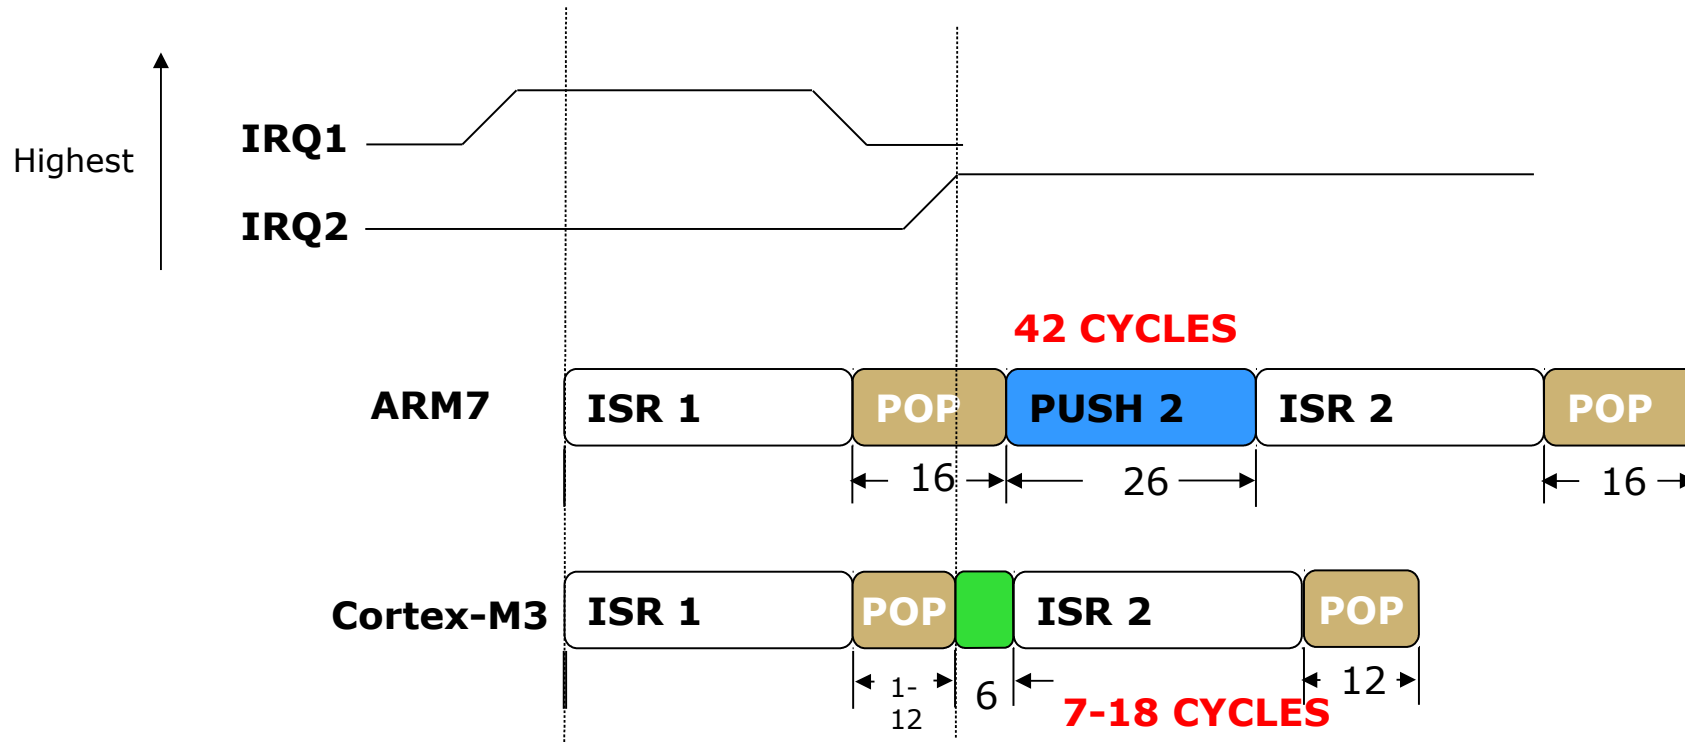 IRQ1
Highest
IRQ2
42 CYCLES
ARM7
ISR 1
POP
PUSH 2
ISR 2
POP
16
26
16
Cortex-M3
ISR 1
POP
ISR 2
POP
1-
12
6
12
7-18 CYCLES